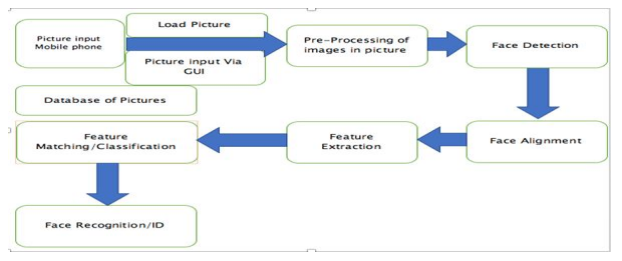 Load Picture
Picture input
Mobile phone
Picture input Via
GUI
Pre-Processing of
images in picture
Face Detection
Database of Pictures
Feature
Matching/Classification
Feature
Extraction
Face Alignment
Face Recognition/ID